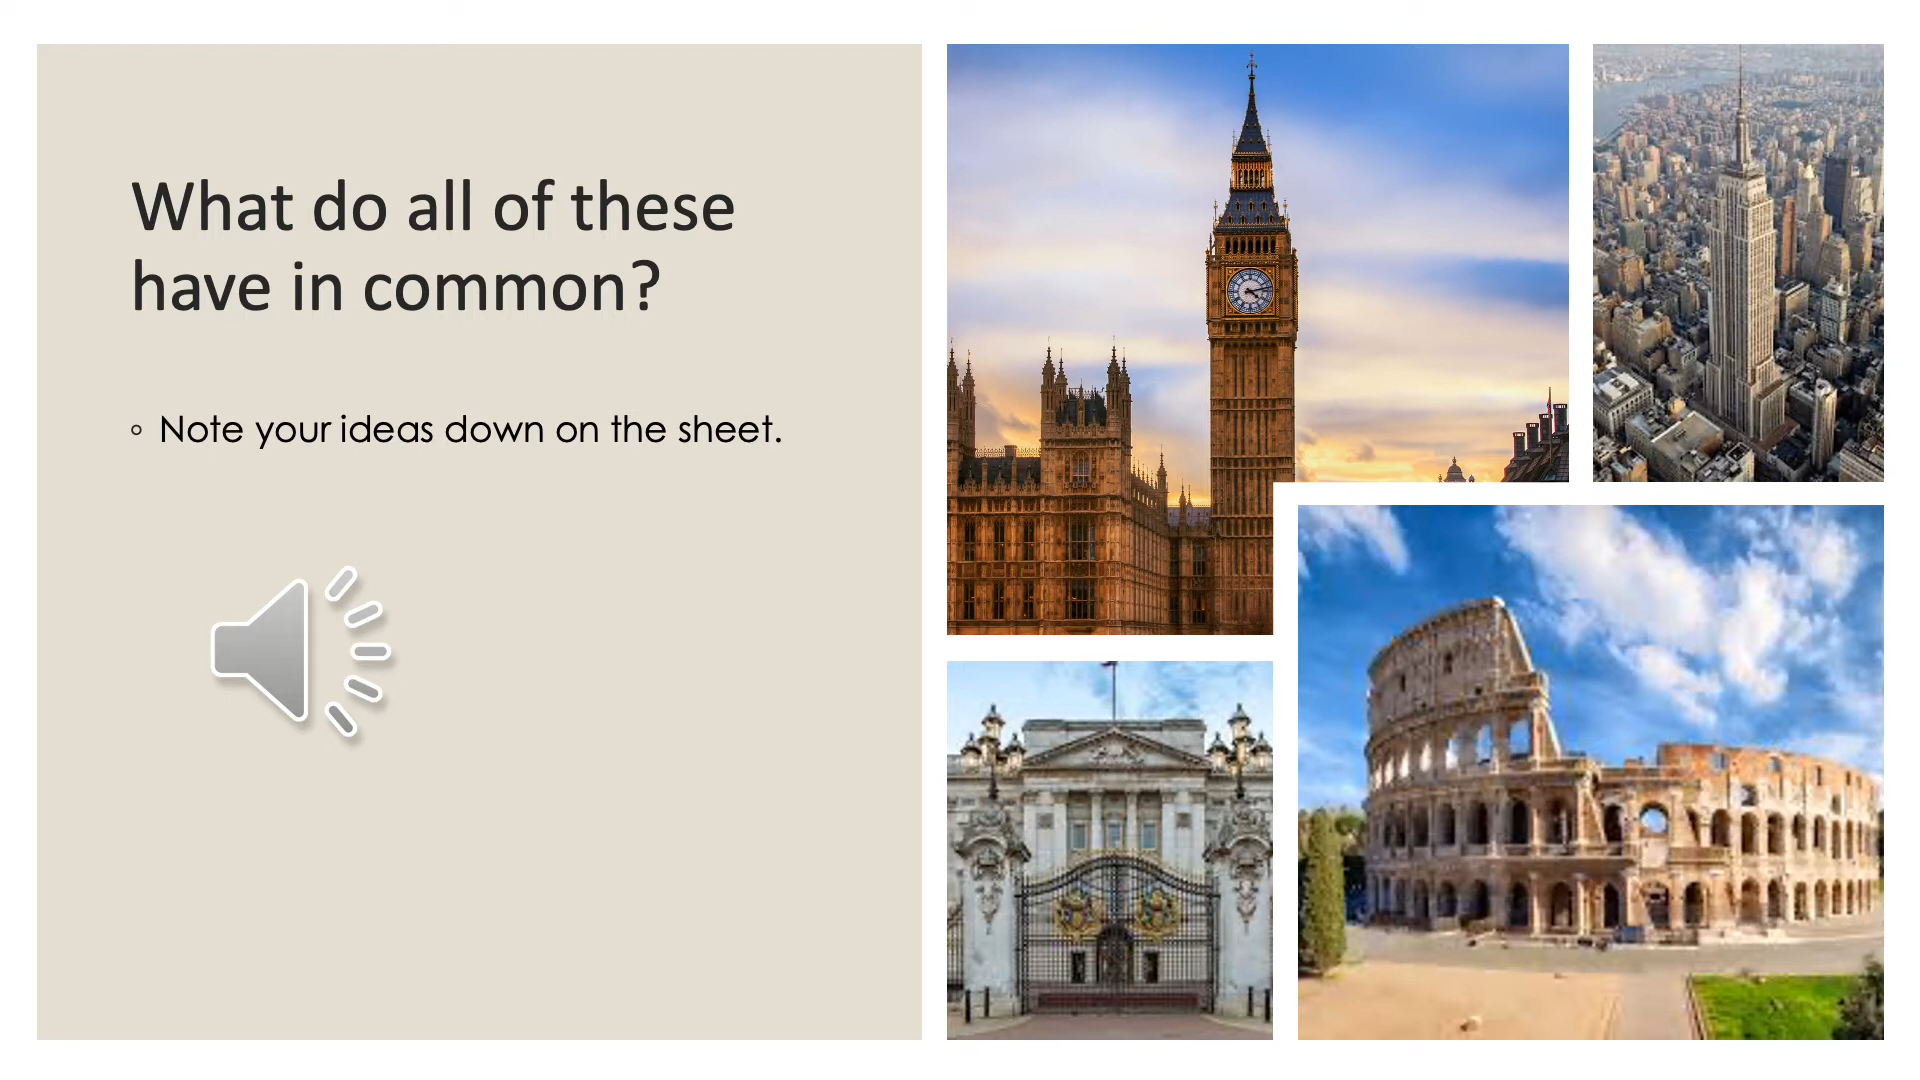 What do all of these
have in common?
◦ Note your ideas down on the sheet.